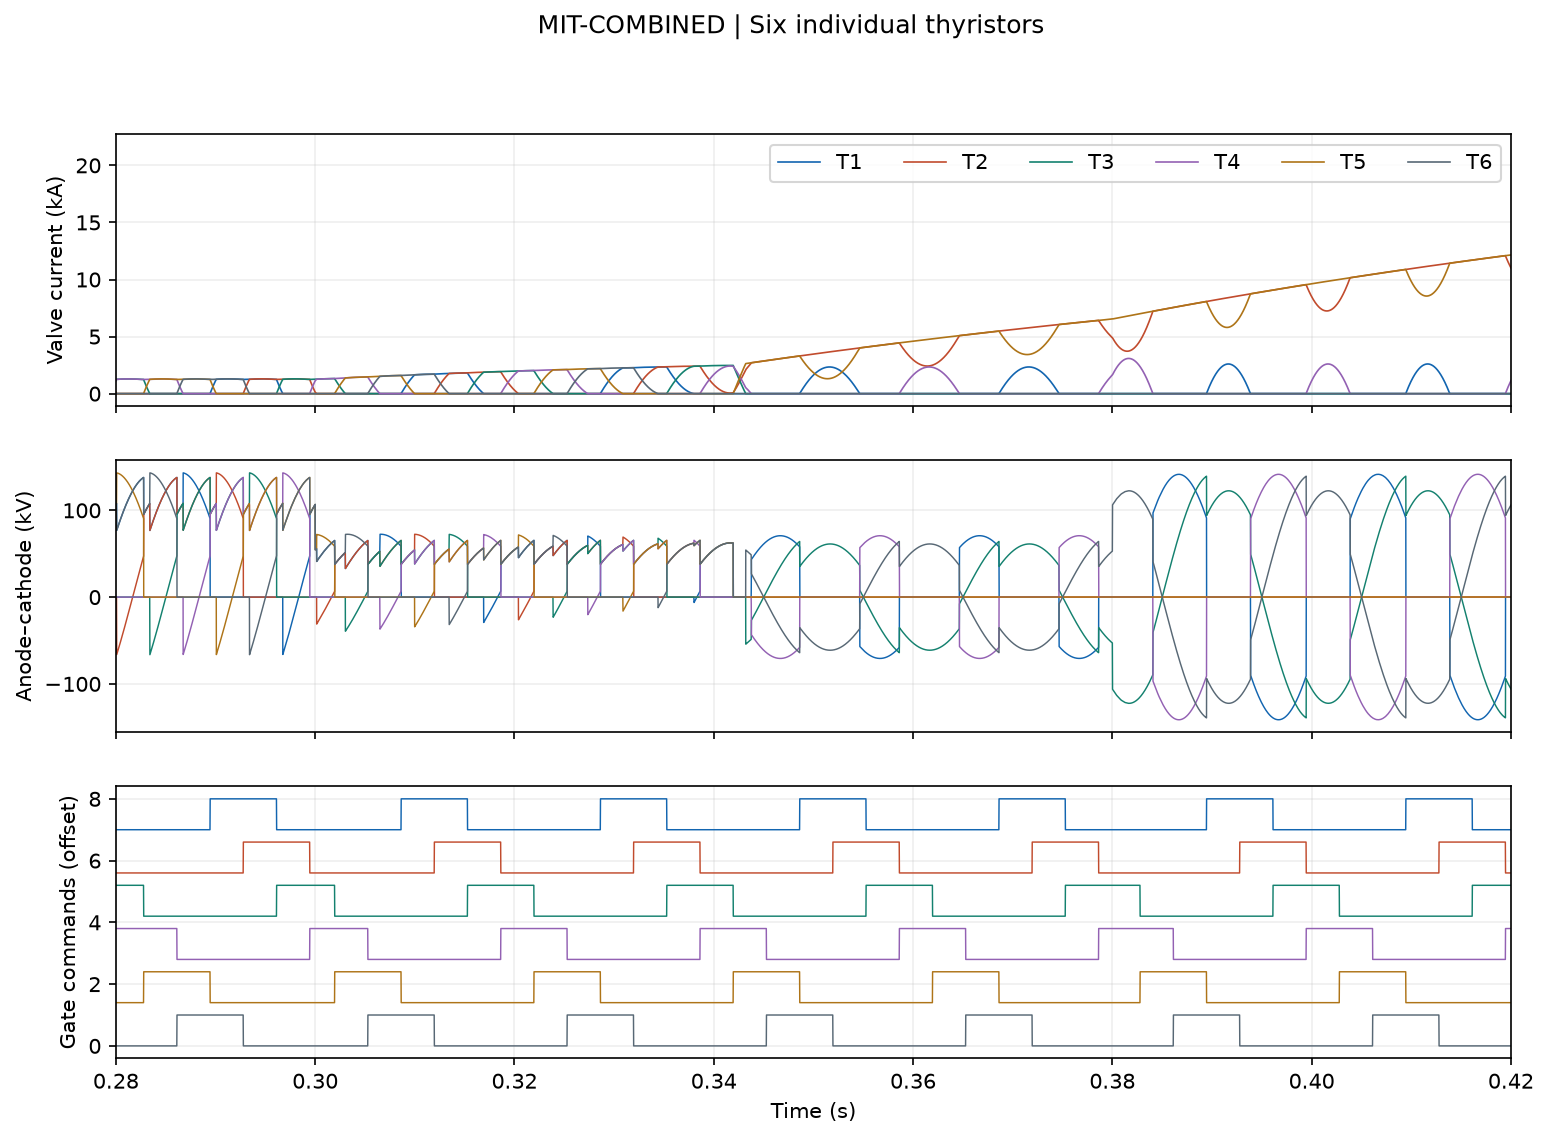 MIT-COMBINED | Six individual thyristors
T1 T2 T3 T4 T5 T6
Valve current (kA)
20
15
10
5
0
Anode–cathode (kV)
100
0
−100
Gate commands (offset)
8
6
4
2
0
0.28 0.30 0.32 0.34 0.36 0.38 0.40 0.42
Time (s)